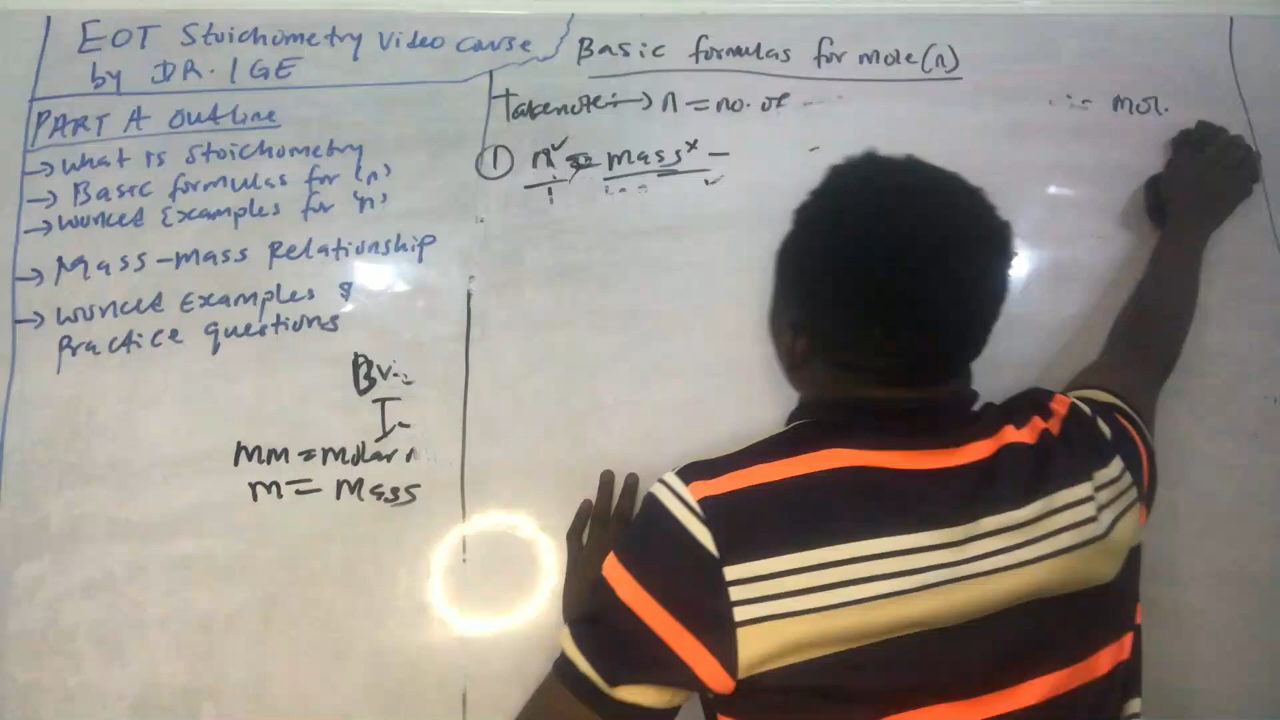 EOT Stoichometry video course
by DR. IGE
PART A Outline
→ What is stoichometry
→ Basic formulas for 'n'
→ Worked Examples for 'n'
→ Mass-mass Relationship
→ Worked Examples &
Practice questions
mm = molar
m = Mass
Basic formulas for mole(n)
Take note:→ n = no. of
mol.
① n = mass
1